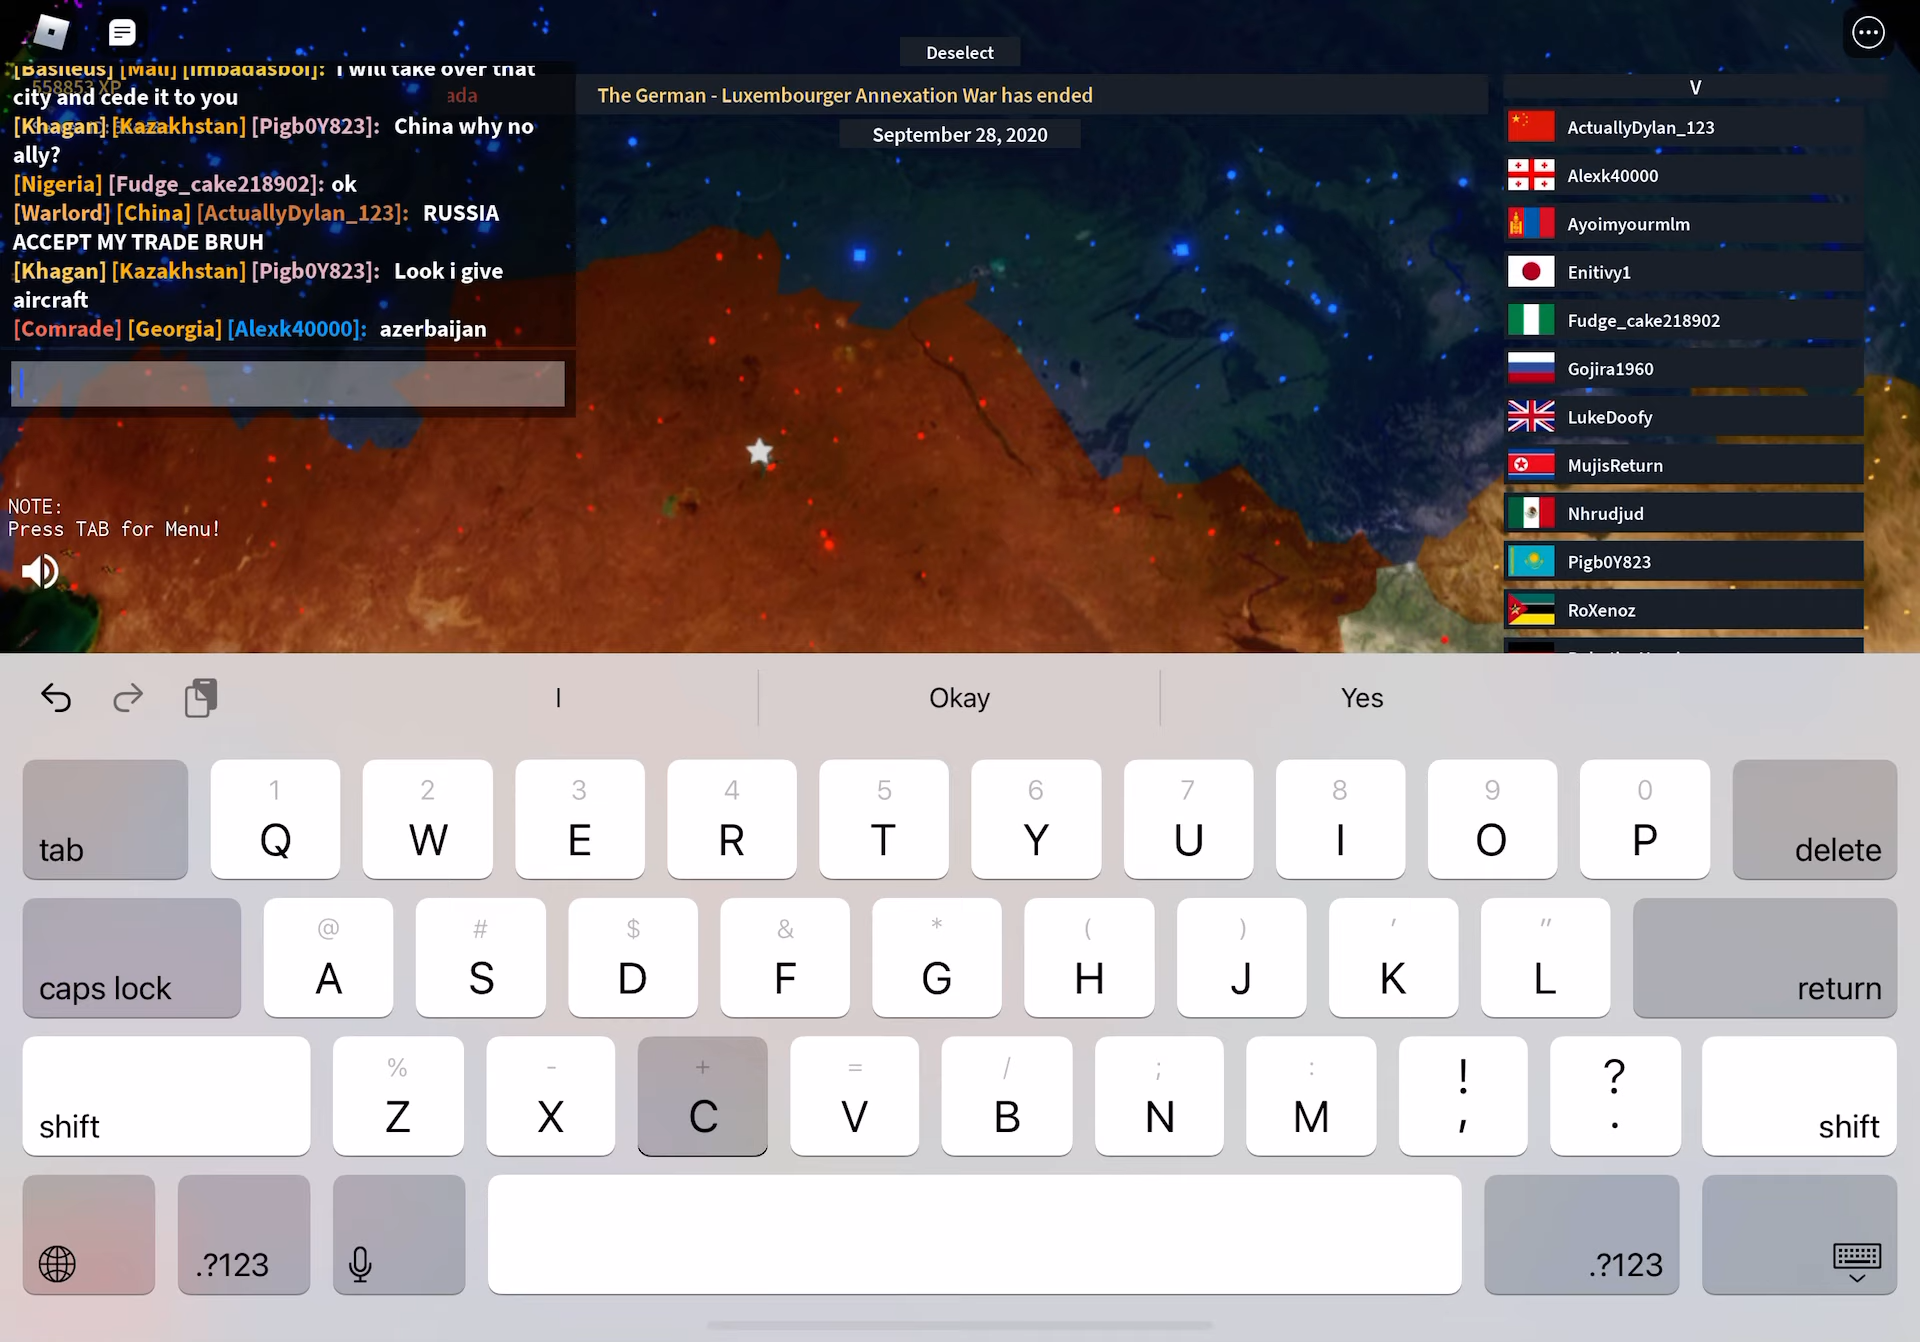 Deselect
[Basileus] [Mali] [imbadasboi]: I will take over that
558853 XP
city and cede it to you
ada
The German - Luxembourger Annexation War has ended
V
[Khagan] [Kazakhstan] [Pigb0Y823]: China why no
ally?
September 28, 2020
[Nigeria] [Fudge_cake218902]: ok
[Warlord] [China] [ActuallyDylan_123]: RUSSIA
ACCEPT MY TRADE BRUH
[Khagan] [Kazakhstan] [Pigb0Y823]: Look i give
aircraft
[Comrade] [Georgia] [Alexk40000]: azerbaijan
ActuallyDylan_123
Alexk40000
Ayoimyourmlm
Enitivy1
Fudge_cake218902
Gojira1960
LukeDoofy
MujisReturn
Nhrudjud
Pigb0Y823
RoXenoz
NOTE:
Press TAB for Menu!
I
Okay
Yes
1 2 3 4 5 6 7 8 9 0
tab Q W E R T Y U I O P delete
@ # $ & * ( ) ' "
caps lock A S D F G H J K L return
% - + = / ; : ! ?
shift Z X C V B N M , . shift
.?123 .?123